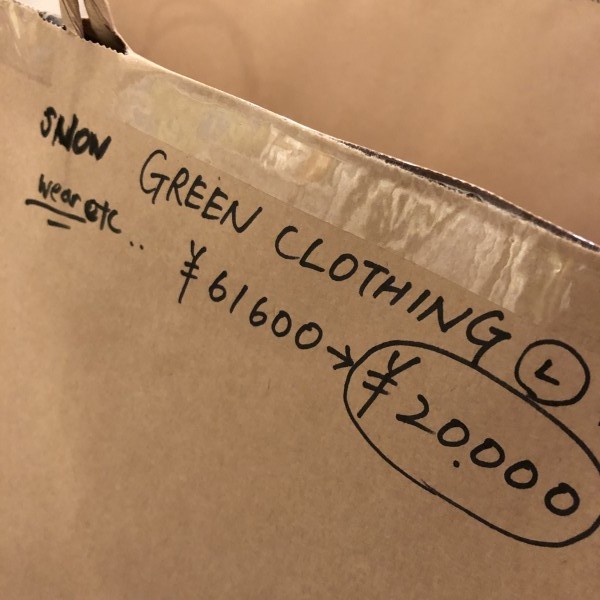 SNOW
wear etc..
GREEN CLOTHING L
¥61600→¥20.000